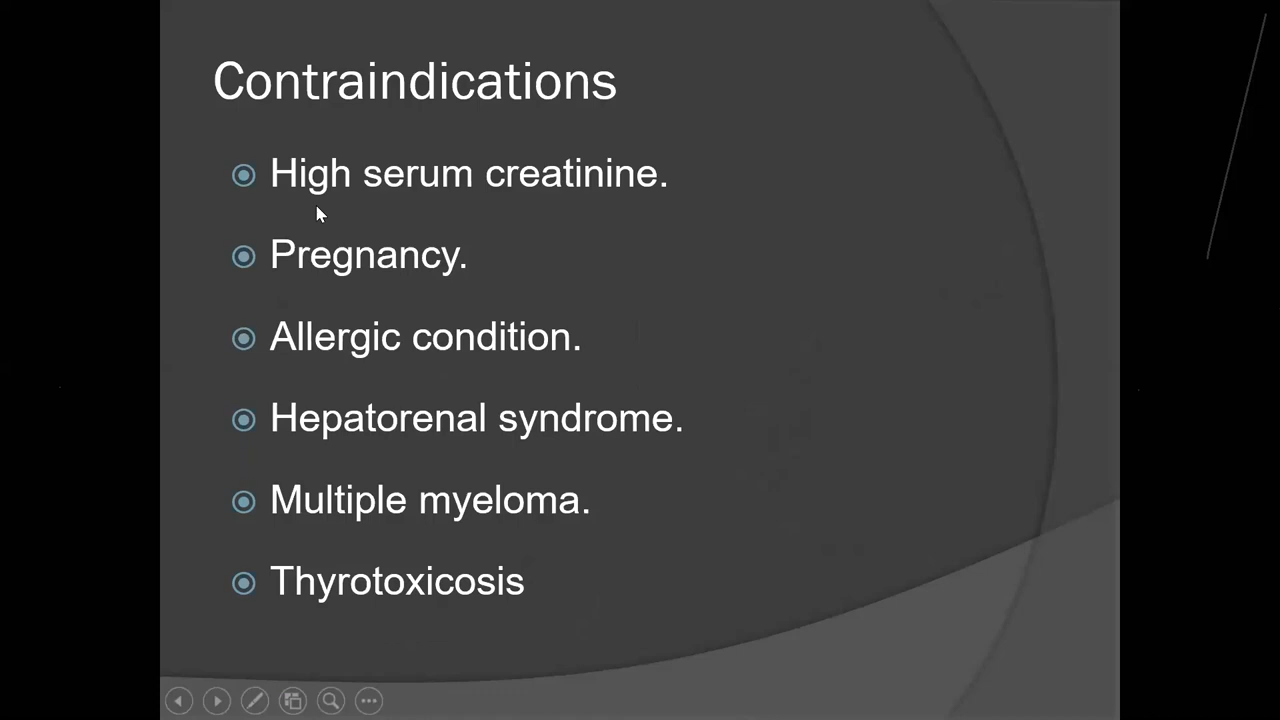 Contraindications
High serum creatinine.
Pregnancy.
Allergic condition.
Hepatorenal syndrome.
Multiple myeloma.
Thyrotoxicosis